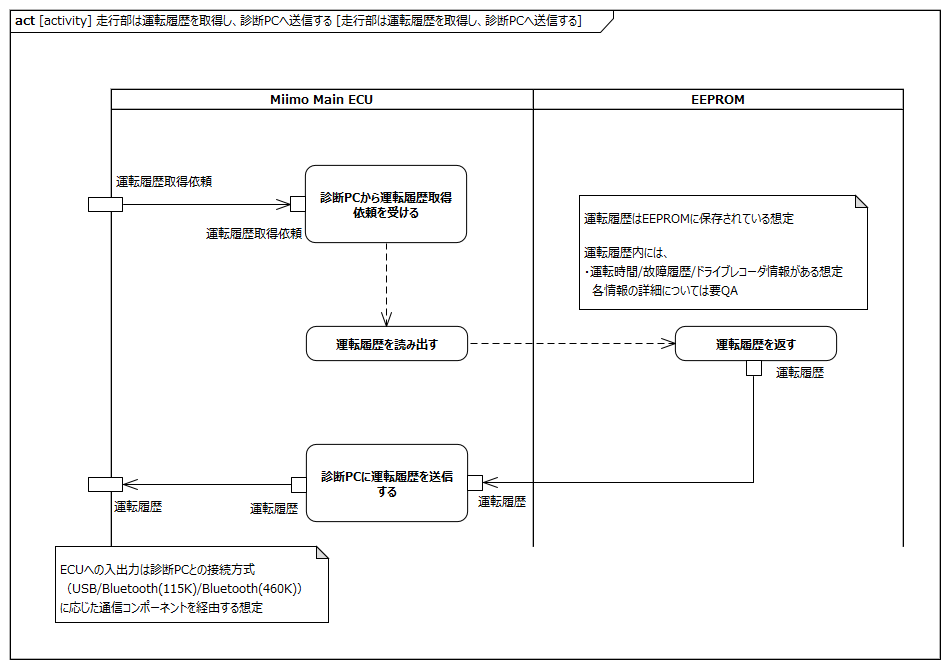 act [activity] 走行部は運転履歴を取得し、診断PCへ送信する [走行部は運転履歴を取得し、診断PCへ送信する]
Miimo Main ECU
EEPROM
運転履歴取得依頼
診断PCから運転履歴取得
依頼を受ける
運転履歴取得依頼
運転履歴はEEPROMに保存されている想定
運転履歴内には、
・運転時間/故障履歴/ドライブレコーダ情報がある想定
各情報の詳細については要QA
運転履歴を読み出す
運転履歴を返す
運転履歴
診断PCに運転履歴を送信
する
運転履歴
運転履歴
運転履歴
ECUへの入出力は診断PCとの接続方式
（USB/Bluetooth(115K)/Bluetooth(460K)）
に応じた通信コンポーネントを経由する想定